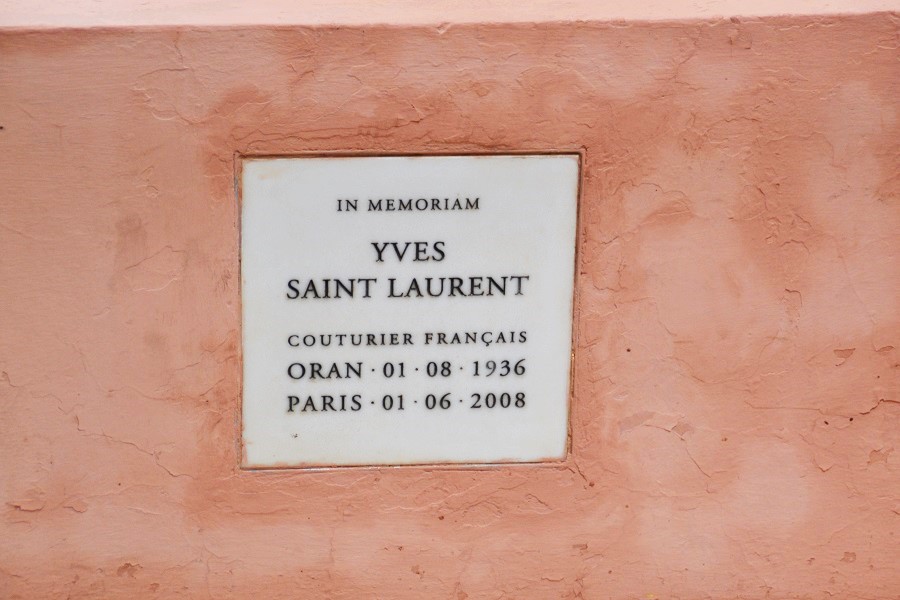 IN MEMORIAM
YVES
SAINT LAURENT
COUTURIER FRANÇAIS
ORAN · 01 · 08 · 1936
PARIS · 01 · 06 · 2008